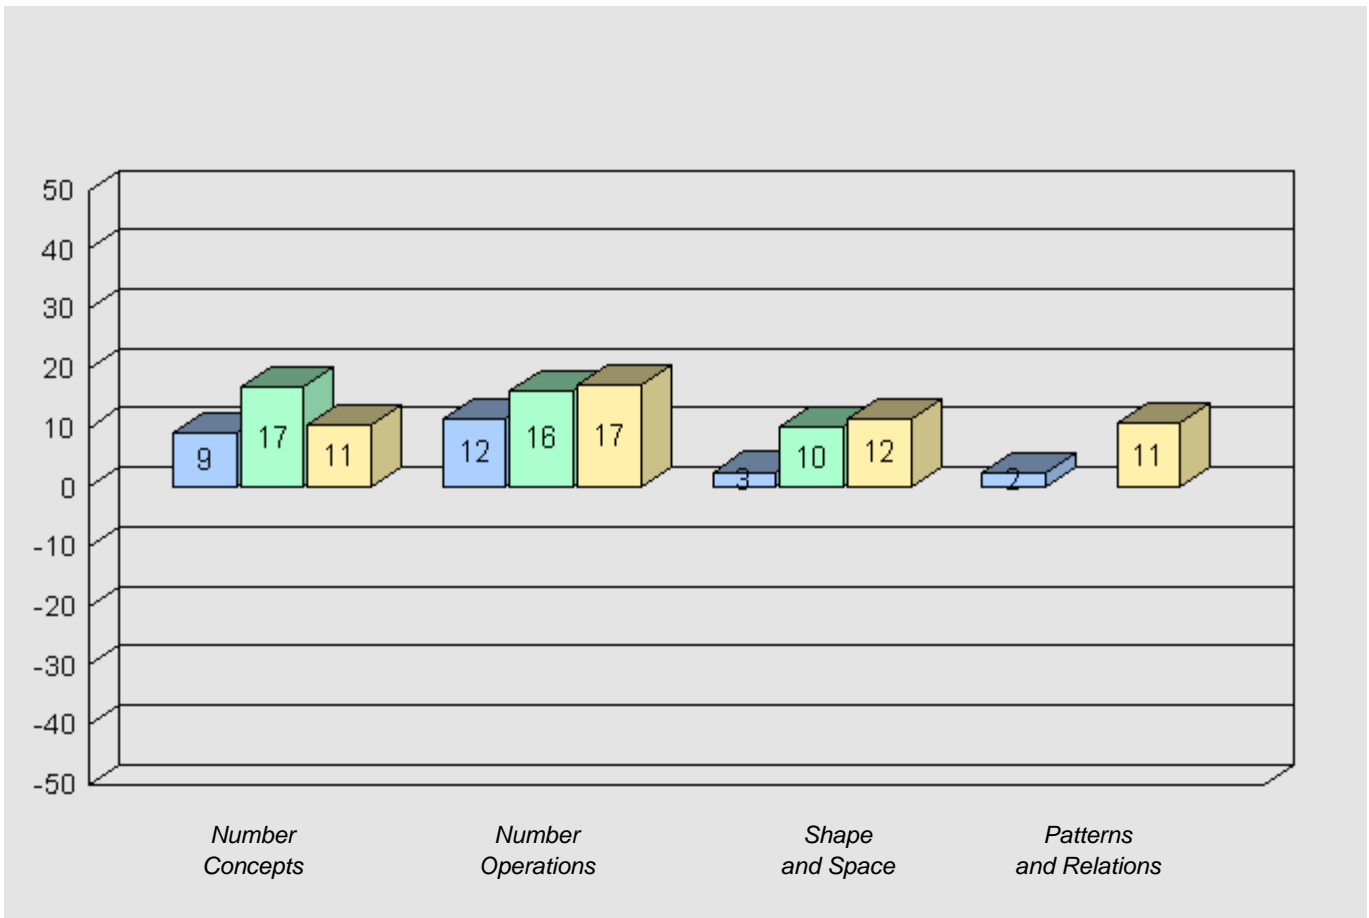 50
40
30
20
10
0
-10
-20
-30
-40
-50
9 17 11
12 16 17
3 10 12
2 11
Number
Concepts
Number
Operations
Shape
and Space
Patterns
and Relations